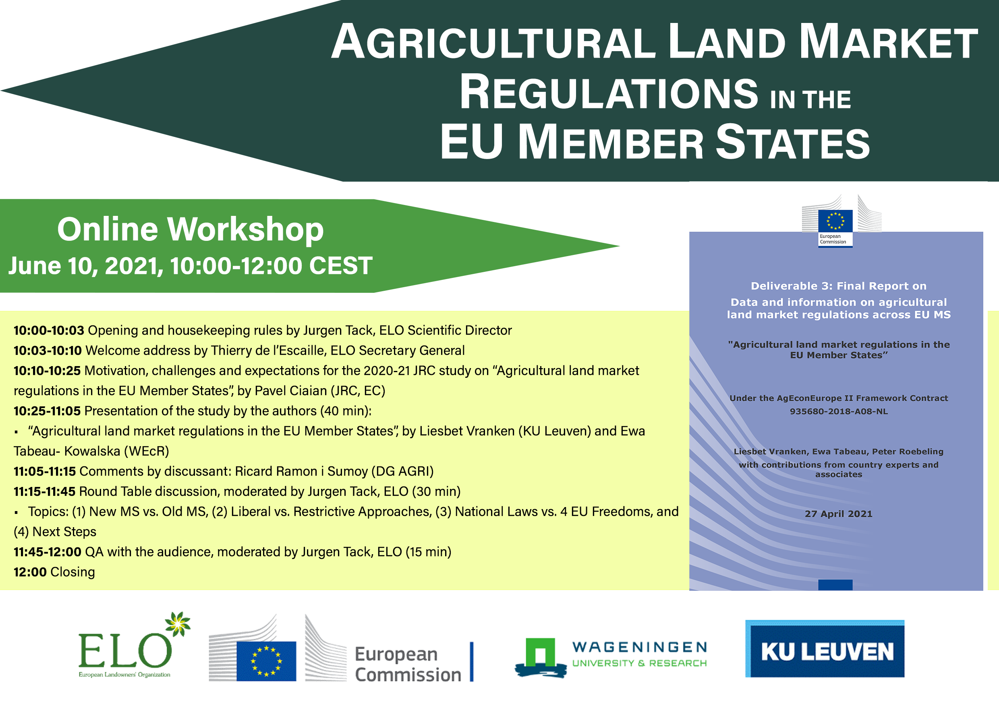 AGRICULTURAL LAND MARKET
REGULATIONS IN THE
EU MEMBER STATES
Online Workshop
June 10, 2021, 10:00-12:00 CEST
10:00-10:03 Opening and housekeeping rules by Jurgen Tack, ELO Scientific Director
10:03-10:10 Welcome address by Thierry de l’Escaille, ELO Secretary General
10:10-10:25 Motivation, challenges and expectations for the 2020-21 JRC study on “Agricultural land market
regulations in the EU Member States”, by Pavel Ciaian (JRC, EC)
10:25-11:05 Presentation of the study by the authors (40 min):
▪ “Agricultural land market regulations in the EU Member States”, by Liesbet Vranken (KU Leuven) and Ewa
Tabeau- Kowalska (WEcR)
11:05-11:15 Comments by discussant: Ricard Ramon i Sumoy (DG AGRI)
11:15-11:45 Round Table discussion, moderated by Jurgen Tack, ELO (30 min)
▪ Topics: (1) New MS vs. Old MS, (2) Liberal vs. Restrictive Approaches, (3) National Laws vs. 4 EU Freedoms, and
(4) Next Steps
11:45-12:00 QA with the audience, moderated by Jurgen Tack, ELO (15 min)
12:00 Closing
European
Commission
Deliverable 3: Final Report on
Data and information on agricultural
land market regulations across EU MS
"Agricultural land market regulations in the
EU Member States”
Under the AgEconEurope II Framework Contract
935680-2018-A08-NL
Liesbet Vranken, Ewa Tabeau, Peter Roebeling
with contributions from country experts and
associates
27 April 2021
ELO
European Landowners' Organization
European
Commission
WAGENINGEN
UNIVERSITY & RESEARCH
KU LEUVEN